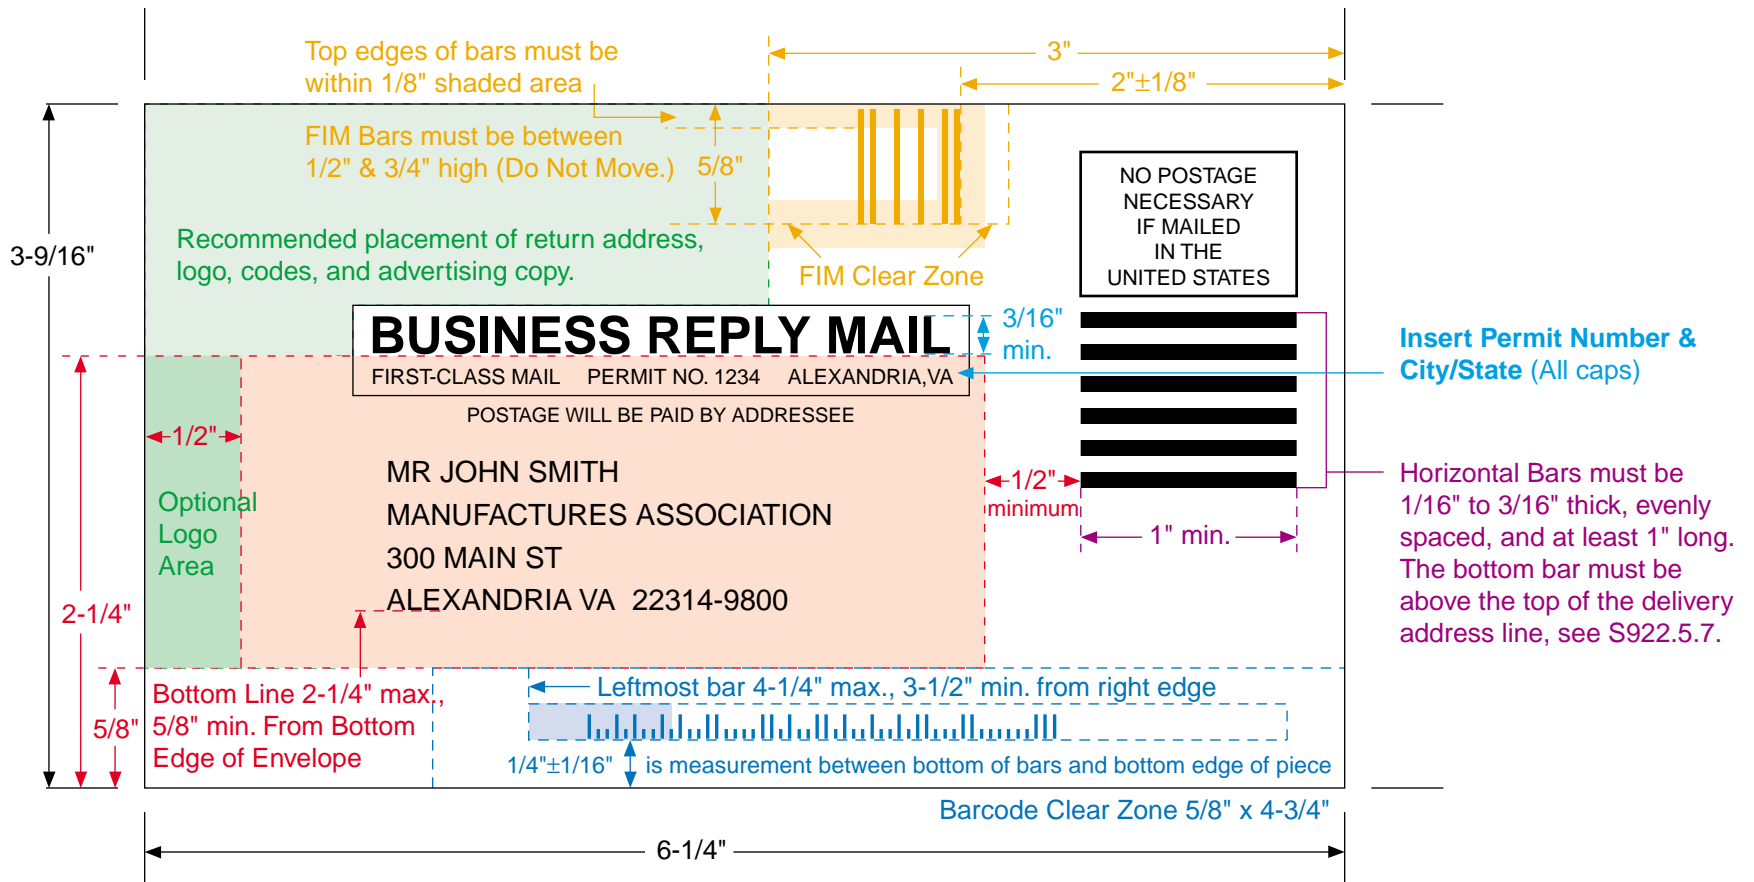 Top edges of bars must be
within 1/8" shaded area
3"
2"±1/8"
FIM Bars must be between
1/2" & 3/4" high (Do Not Move.)
5/8"
NO POSTAGE
NECESSARY
IF MAILED
IN THE
UNITED STATES
3-9/16"
Recommended placement of return address,
logo, codes, and advertising copy.
FIM Clear Zone
BUSINESS REPLY MAIL
3/16"
min.
FIRST-CLASS MAIL PERMIT NO. 1234 ALEXANDRIA,VA
Insert Permit Number &
City/State (All caps)
POSTAGE WILL BE PAID BY ADDRESSEE
1/2"
MR JOHN SMITH
MANUFACTURES ASSOCIATION
300 MAIN ST
ALEXANDRIA VA 22314-9800
Optional
Logo
Area
1/2"
minimum
1" min.
Horizontal Bars must be
1/16" to 3/16" thick, evenly
spaced, and at least 1" long.
The bottom bar must be
above the top of the delivery
address line, see S922.5.7.
2-1/4"
5/8"
Bottom Line 2-1/4" max.,
5/8" min. From Bottom
Edge of Envelope
Leftmost bar 4-1/4" max., 3-1/2" min. from right edge
1/4"±1/16" is measurement between bottom of bars and bottom edge of piece
Barcode Clear Zone 5/8" x 4-3/4"
6-1/4"